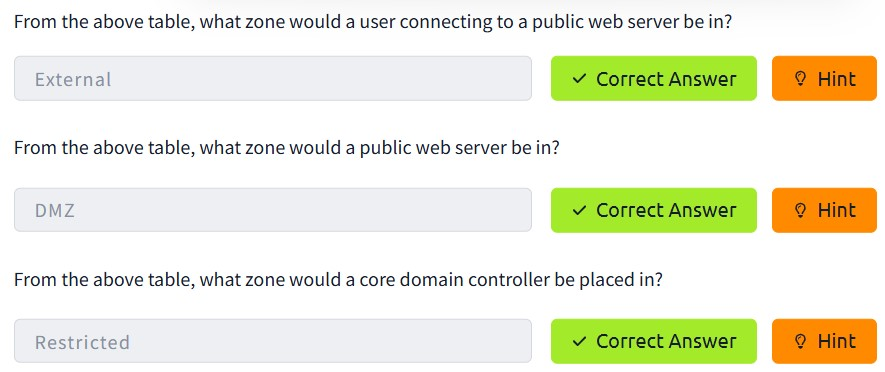 From the above table, what zone would a user connecting to a public web server be in?
External
Correct Answer
Hint
From the above table, what zone would a public web server be in?
DMZ
Correct Answer
Hint
From the above table, what zone would a core domain controller be placed in?
Restricted
Correct Answer
Hint